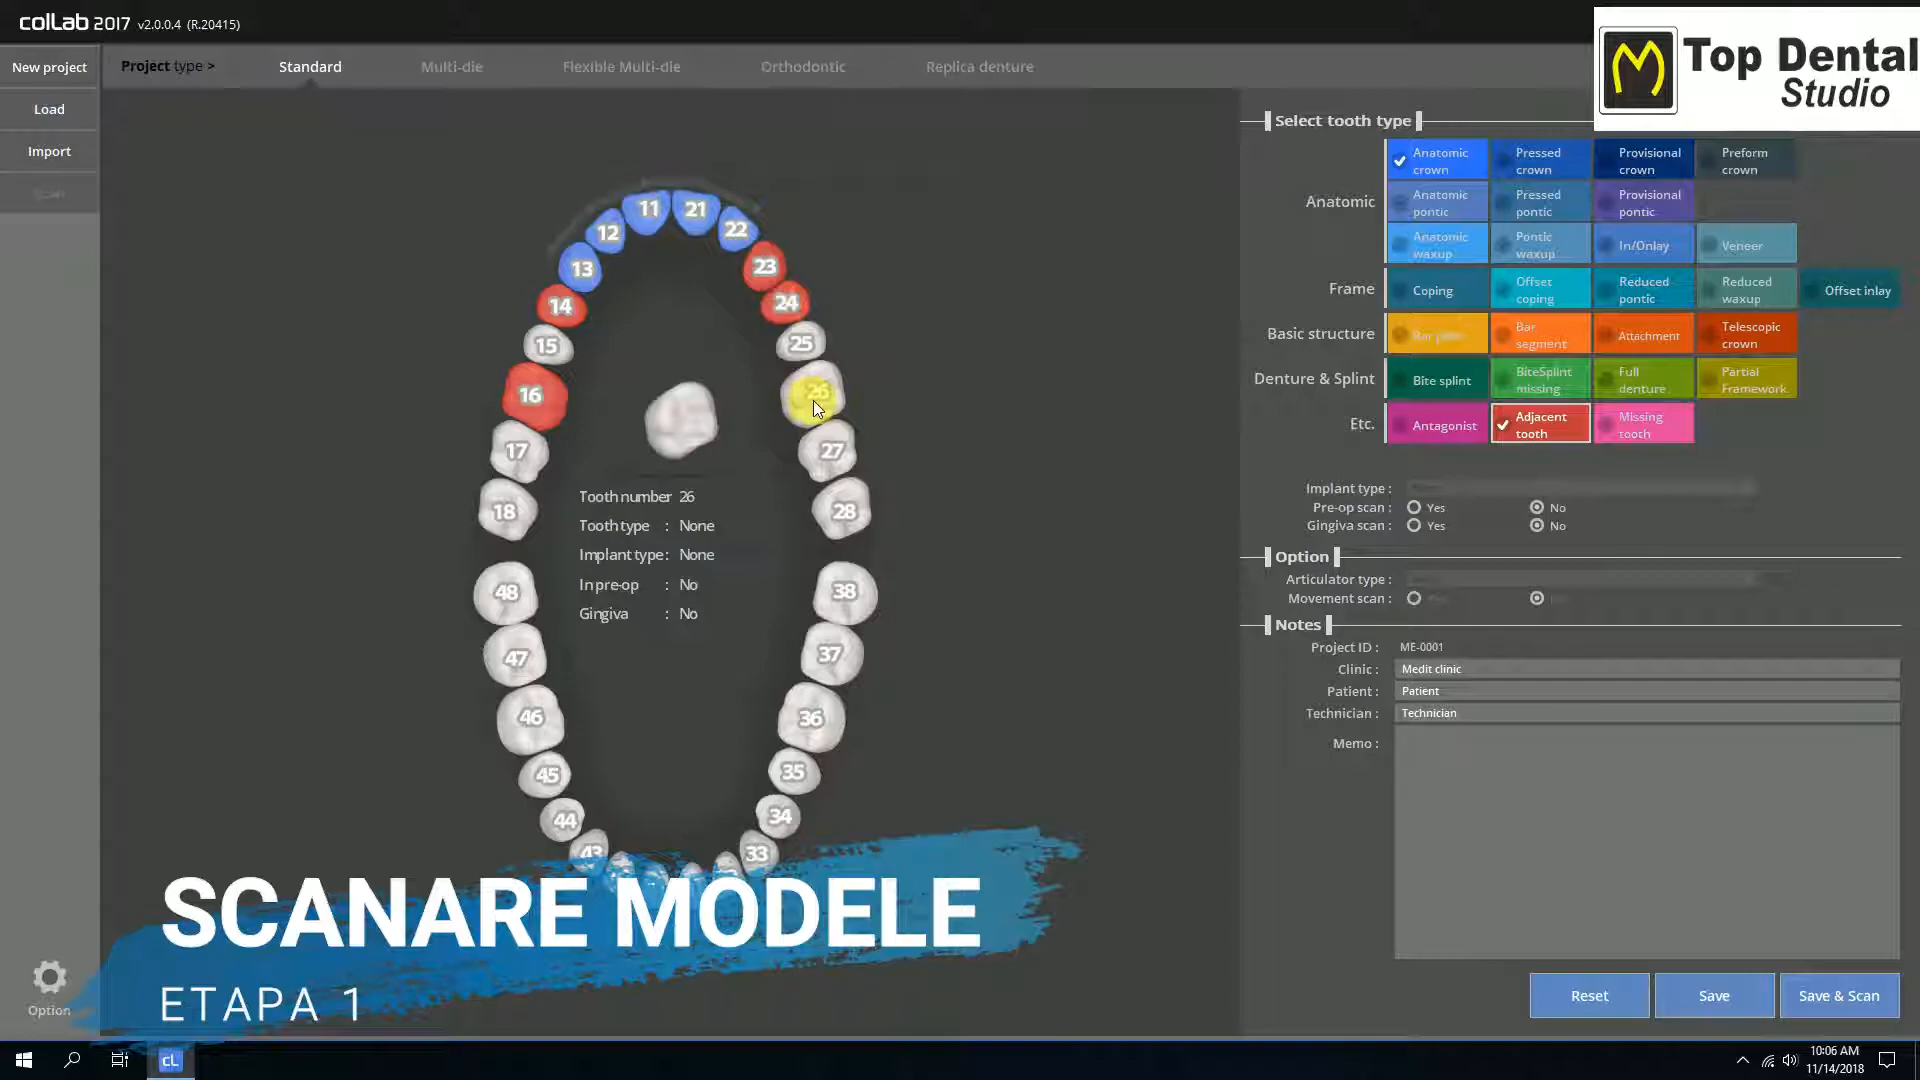 colLab 2017 v2.0.0.4 (R.20415)
Top Dental
Studio
New project
Load
Import
Project type >
Standard
Multi-die
Flexible Multi-die
Orthodontic
Replica denture
Select tooth type
Anatomic
Anatomic crown
Pressed crown
Provisional crown
Preform crown
Anatomic pontic
Pressed pontic
Provisional pontic
Anatomic waxup
Pontic waxup
In/Onlay
Veneer
Frame
Coping
Offset coping
Reduced pontic
Reduced waxup
Offset inlay
Basic structure
Bar
Bar segment
Attachment
Telescopic crown
Denture & Splint
Bite splint
BiteSplint missing
Full denture
Partial Framework
Etc.
Antagonist
Adjacent tooth
Missing tooth
11
21
12
22
13
23
14
24
15
25
16
26
17
27
18
28
48
38
47
37
46
36
45
35
44
34
43
33
Tooth number 26
Tooth type : None
Implant type : None
In pre-op : No
Gingiva : No
Implant type :
Pre-op scan : Yes No
Gingiva scan : Yes No
Option
Articulator type :
Movement scan :
Notes
Project ID : ME-0001
Clinic : Medit clinic
Patient : Patient
Technician : Technician
Memo :
Reset
Save
Save & Scan
SCANARE MODELE
ETAPA 1
Option
cL
10:06 AM
11/14/2018